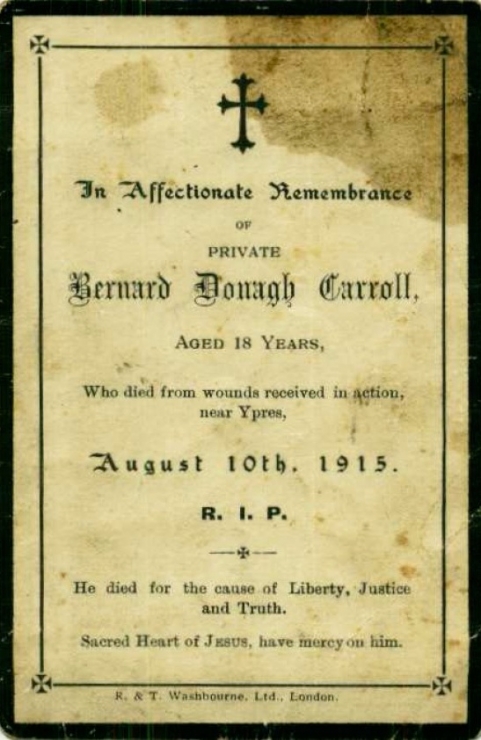 In Affectionate Remembrance
OF
PRIVATE
Bernard Donagh Carroll,
AGED 18 YEARS,
Who died from wounds received in action,
near Ypres,
August 10th, 1915.
R. I. P.
He died for the cause of Liberty, Justice
and Truth.
Sacred Heart of JESUS, have mercy on him.
R. & T. Washbourne, Ltd., London.